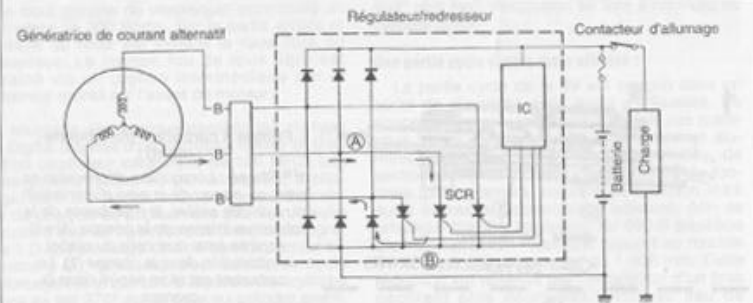 Régulateur/redresseur
Génératrice de courant alternatif
Contacteur d'allumage
B
B
B
A
IC
SCR
Batterie
Charge
B